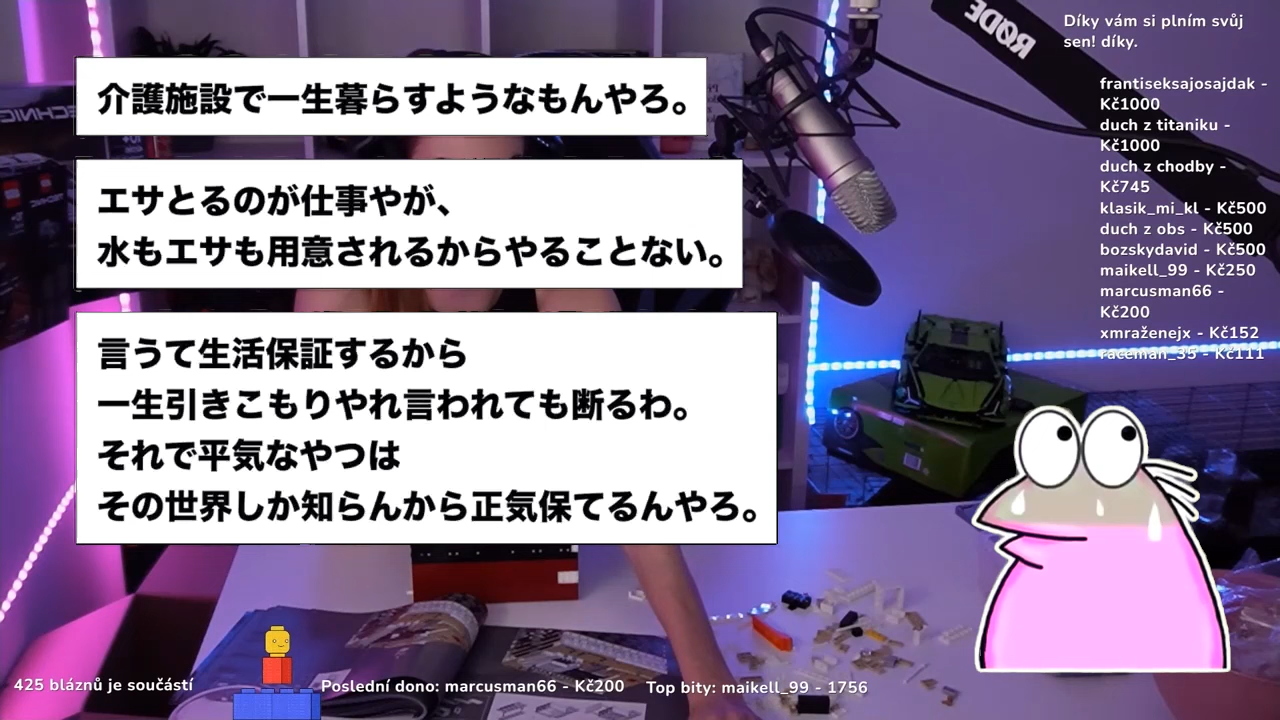 介護施設で一生暮らすようなもんやろ。
エサとるのが仕事やが、
水もエサも用意されるからやることない。
言うて生活保証するから
一生引きこもりやれ言われても断るわ。
それで平気なやつは
その世界しか知らんから正気保てるんやろ。
RØDE
Díky vám si plním svůj
sen! díky.
frantiseksajosajdak -
Kč1000
duch z titaniku -
Kč1000
duch z chodby -
Kč745
klasik_mi_kl - Kč500
duch z obs - Kč500
bozskydavid - Kč500
maikell_99 - Kč250
marcusman66 -
Kč200
xmraženejx - Kč152
raceman_35 - Kč111
425 bláznů je součástí
Poslední dono: marcusman66 - Kč200
Top bity: maikell_99 - 1756